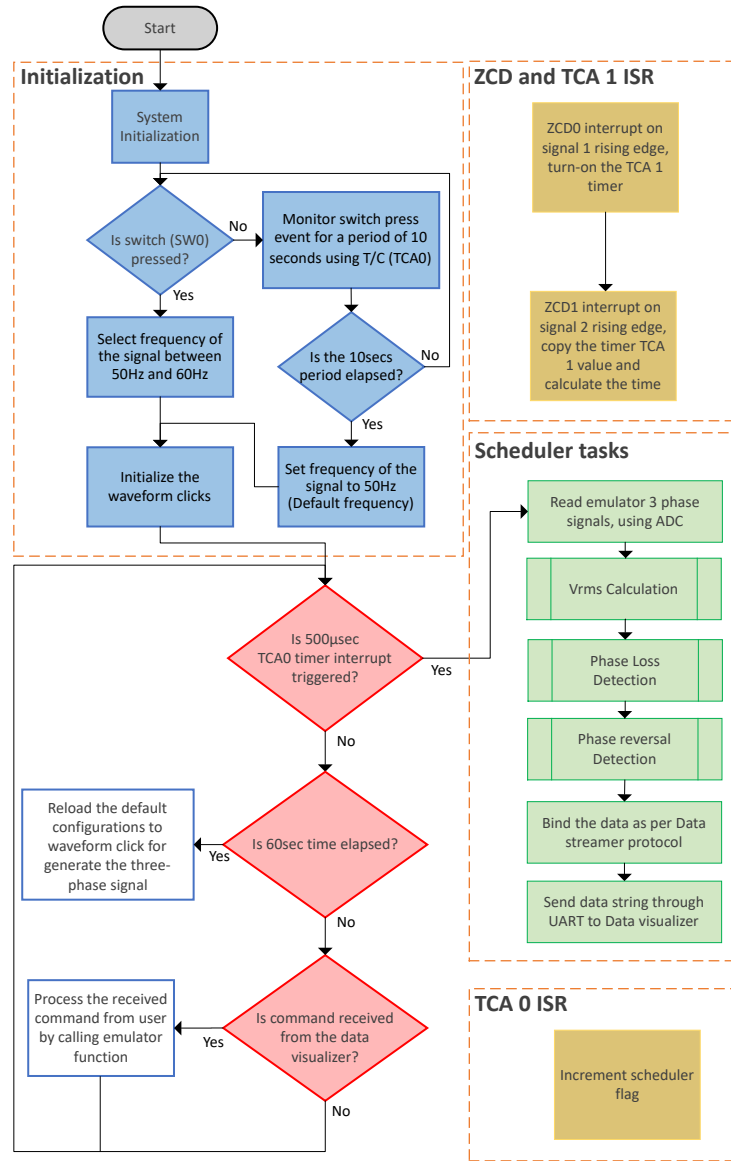 Start
Initialization
System
Initialization
Is switch (SW0)
pressed?
No
Monitor switch press
event for a period of 10
seconds using T/C (TCA0)
Yes
Select frequency of
the signal between
50Hz and 60Hz
Is the 10secs
period elapsed?
No
Yes
Initialize the
waveform clicks
Set frequency of the
signal to 50Hz
(Default frequency)
ZCD and TCA 1 ISR
ZCD0 interrupt on
signal 1 rising edge,
turn-on the TCA 1
timer
ZCD1 interrupt on
signal 2 rising edge,
copy the timer TCA
1 value and
calculate the time
Is 500µsec
TCA0 timer interrupt
triggered?
Yes
No
Is 60sec time elapsed?
Yes
Reload the default
configurations to
waveform click for
generate the three-
phase signal
No
Is command received
from the data
visualizer?
Yes
Process the received
command from user
by calling emulator
function
No
Scheduler tasks
Read emulator 3 phase
signals, using ADC
Vrms Calculation
Phase Loss
Detection
Phase reversal
Detection
Bind the data as per Data
streamer protocol
Send data string through
UART to Data visualizer
TCA 0 ISR
Increment scheduler
flag